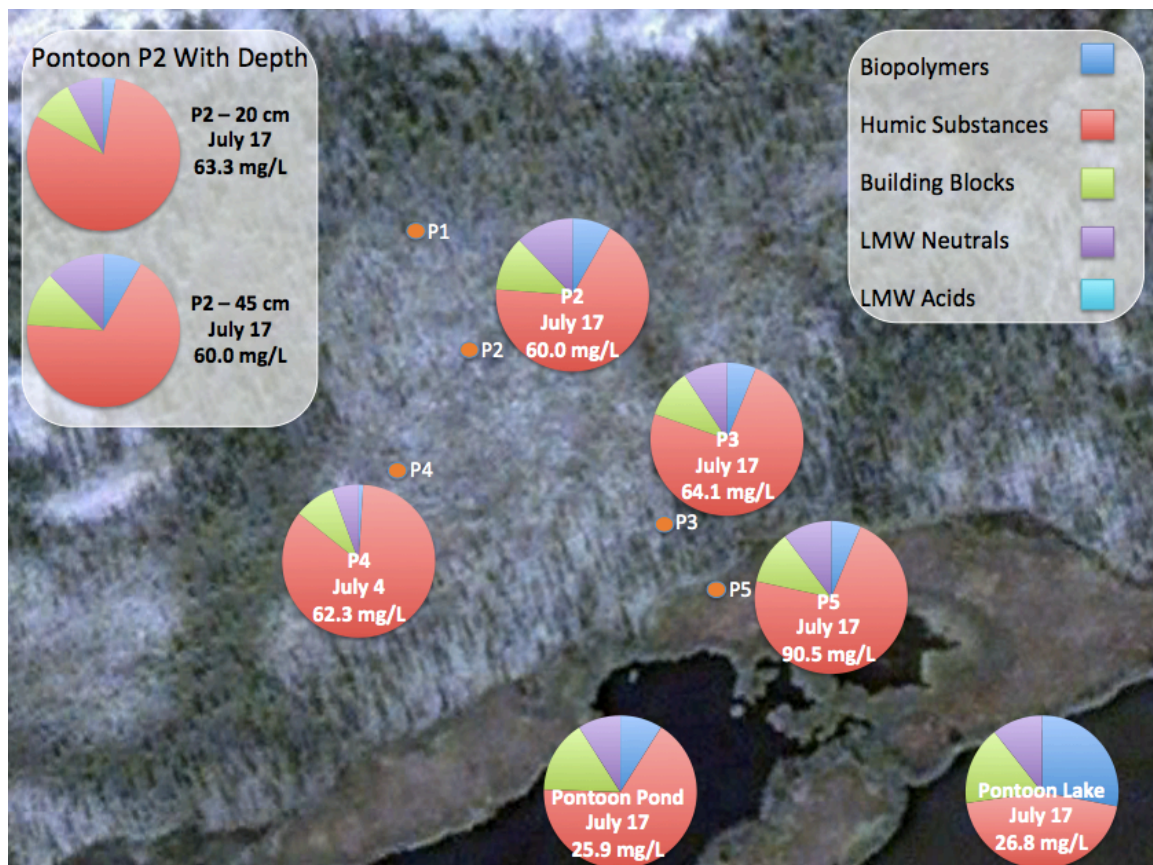 Pontoon P2 With Depth
P2 – 20 cm
July 17
63.3 mg/L
P2 – 45 cm
July 17
60.0 mg/L
Biopolymers
Humic Substances
Building Blocks
LMW Neutrals
LMW Acids
P1
P2
July 17
60.0 mg/L
P2
P3
July 17
64.1 mg/L
P4
P3
P4
July 4
62.3 mg/L
P5
P5
July 17
90.5 mg/L
Pontoon Pond
July 17
25.9 mg/L
Pontoon Lake
July 17
26.8 mg/L